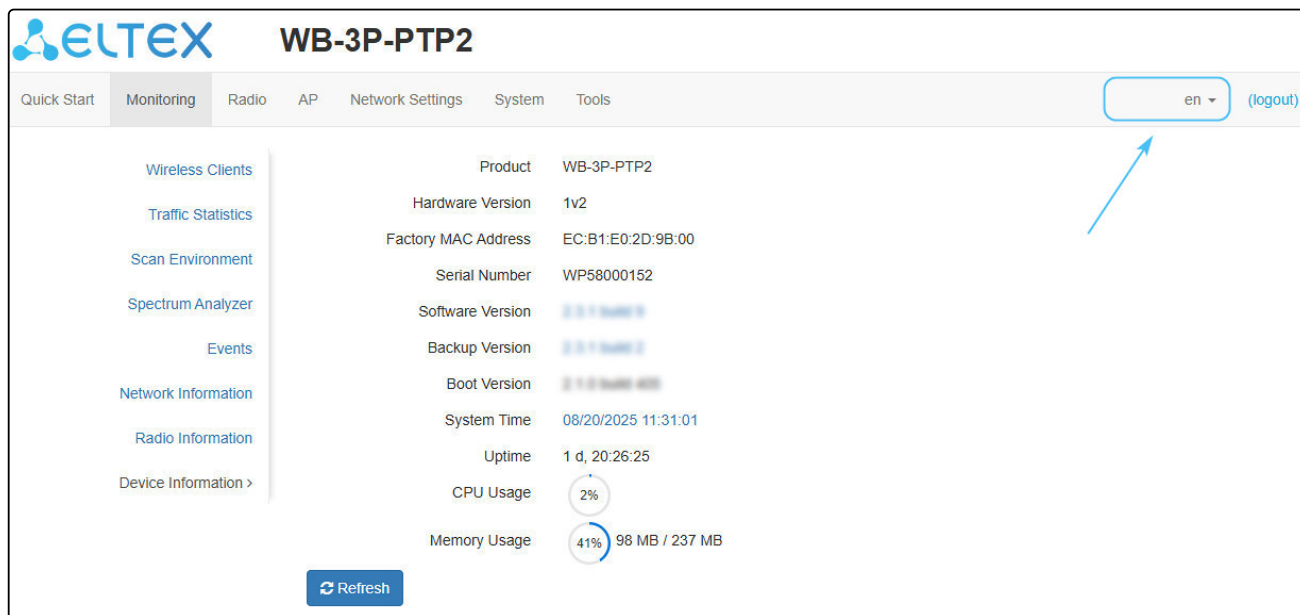 ELTEX WB-3P-PTP2
Quick Start Monitoring Radio AP Network Settings System Tools en (logout)
Wireless Clients
Traffic Statistics
Scan Environment
Spectrum Analyzer
Events
Network Information
Radio Information
Device Information >
Product WB-3P-PTP2
Hardware Version 1v2
Factory MAC Address EC:B1:E0:2D:9B:00
Serial Number WP58000152
Software Version
Backup Version
Boot Version
System Time 08/20/2025 11:31:01
Uptime 1 d, 20:26:25
CPU Usage 2%
Memory Usage 41% 98 MB / 237 MB
Refresh